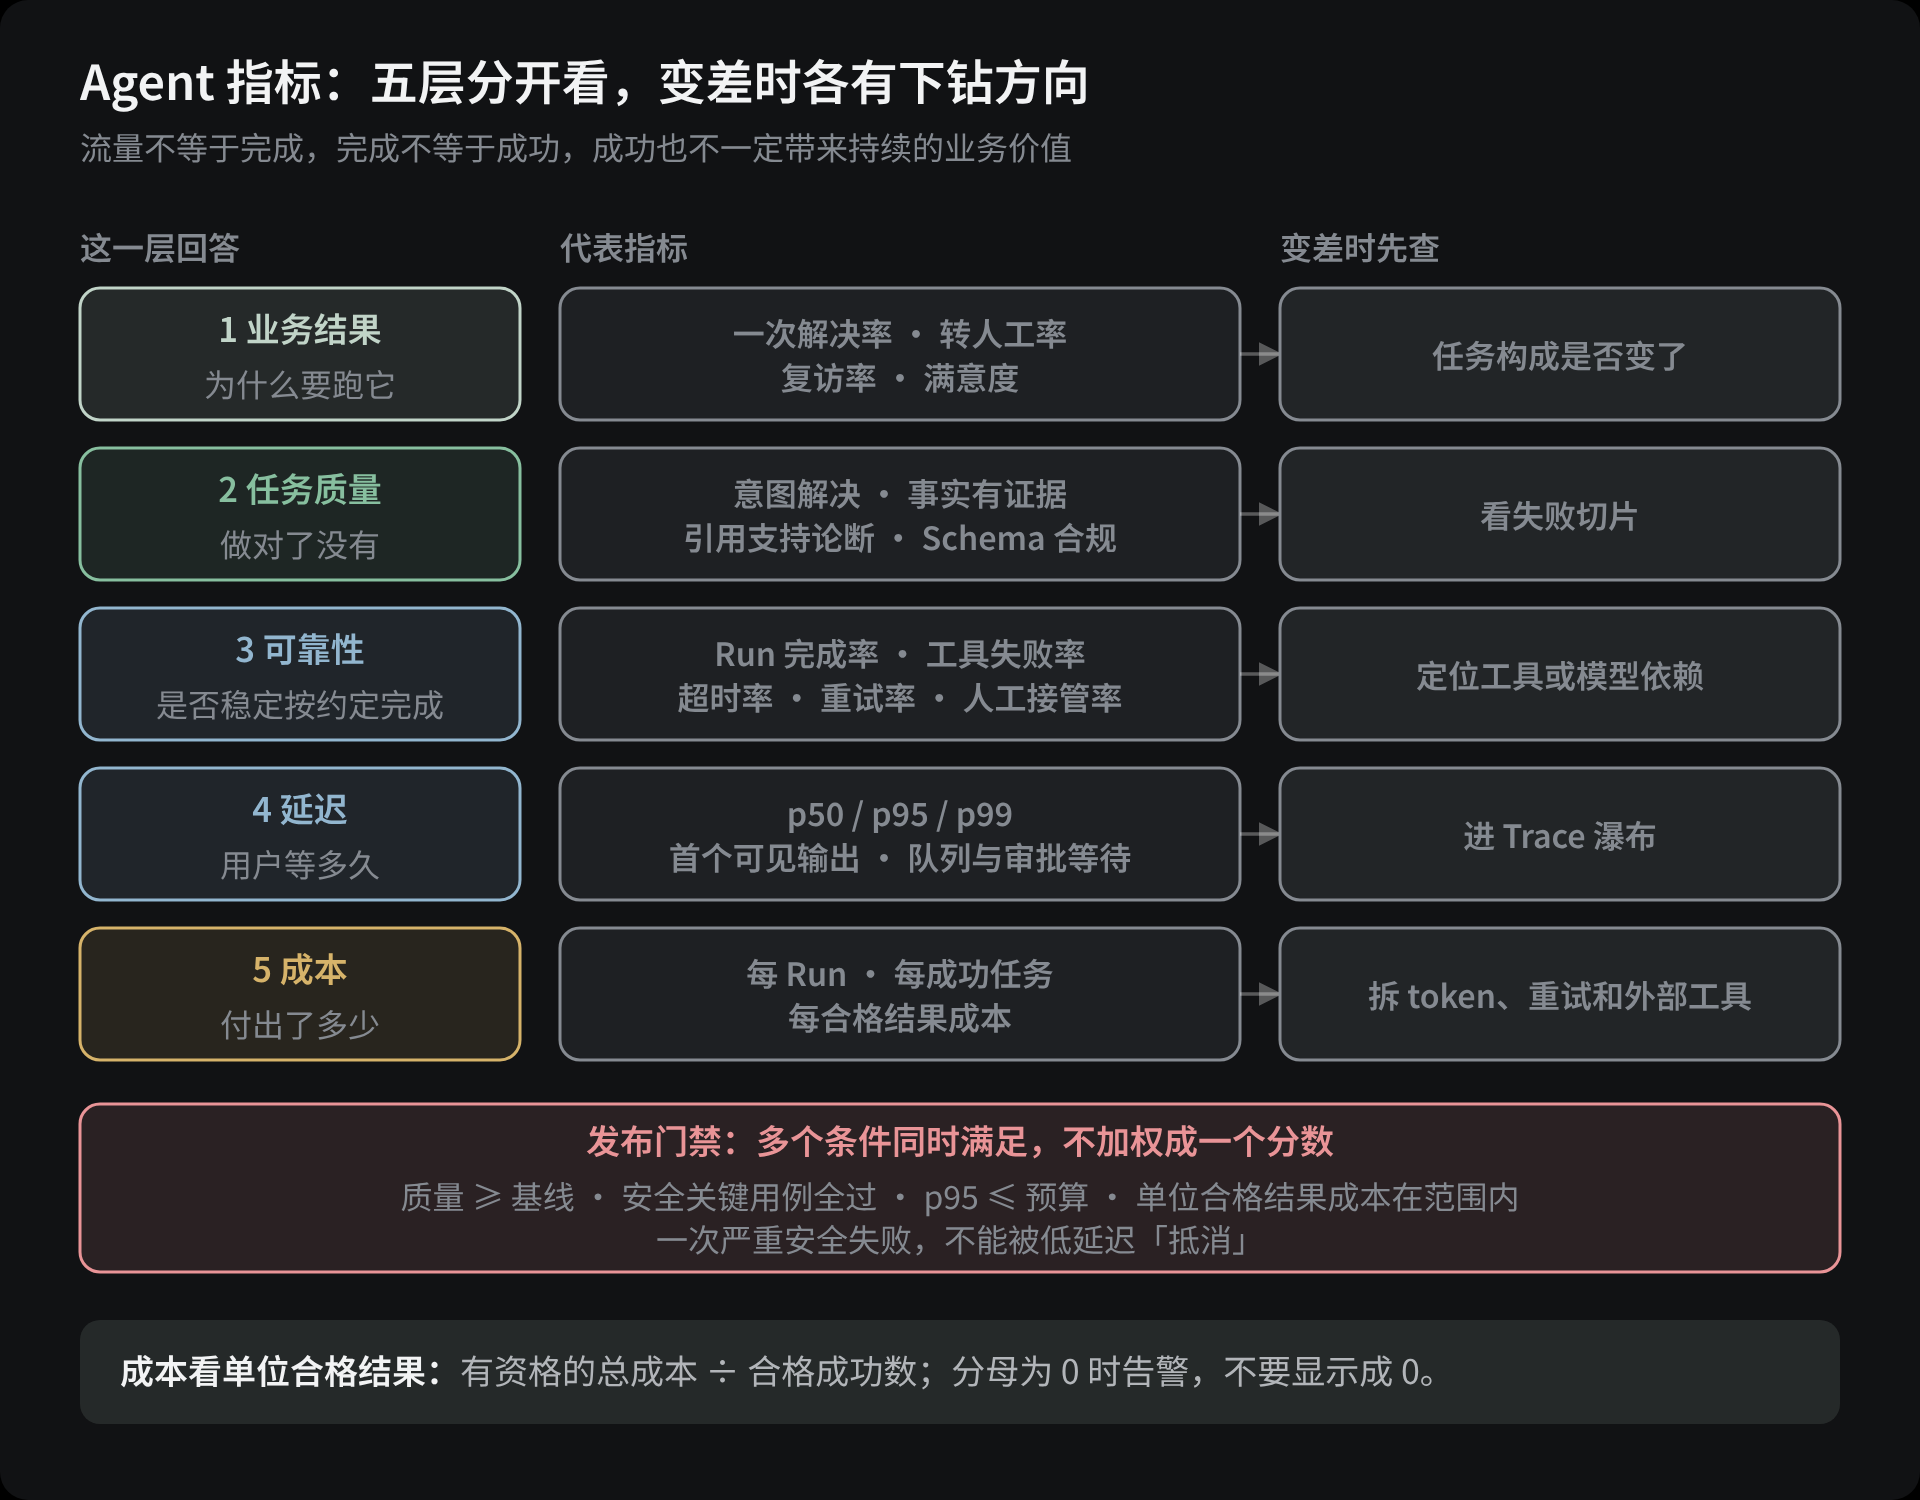 Agent 指标：五层分开看，变差时各有下钻方向
流量不等于完成，完成不等于成功，成功也不一定带来持续的业务价值
这一层回答
代表指标
变差时先查
1 业务结果
为什么要跑它
一次解决率 · 转人工率
复访率 · 满意度
任务构成是否变了
2 任务质量
做对了没有
意图解决 · 事实有证据
引用支持论断 · Schema 合规
看失败切片
3 可靠性
是否稳定按约定完成
Run 完成率 · 工具失败率
超时率 · 重试率 · 人工接管率
定位工具或模型依赖
4 延迟
用户等多久
p50 / p95 / p99
首个可见输出 · 队列与审批等待
进 Trace 瀑布
5 成本
付出了多少
每 Run · 每成功任务
每合格结果成本
拆 token、重试和外部工具
发布门禁：多个条件同时满足，不加权成一个分数
质量 ≥ 基线 · 安全关键用例全过 · p95 ≤ 预算 · 单位合格结果成本在范围内
一次严重安全失败，不能被低延迟「抵消」
成本看单位合格结果：有资格的总成本 ÷ 合格成功数；分母为 0 时告警，不要显示成 0。